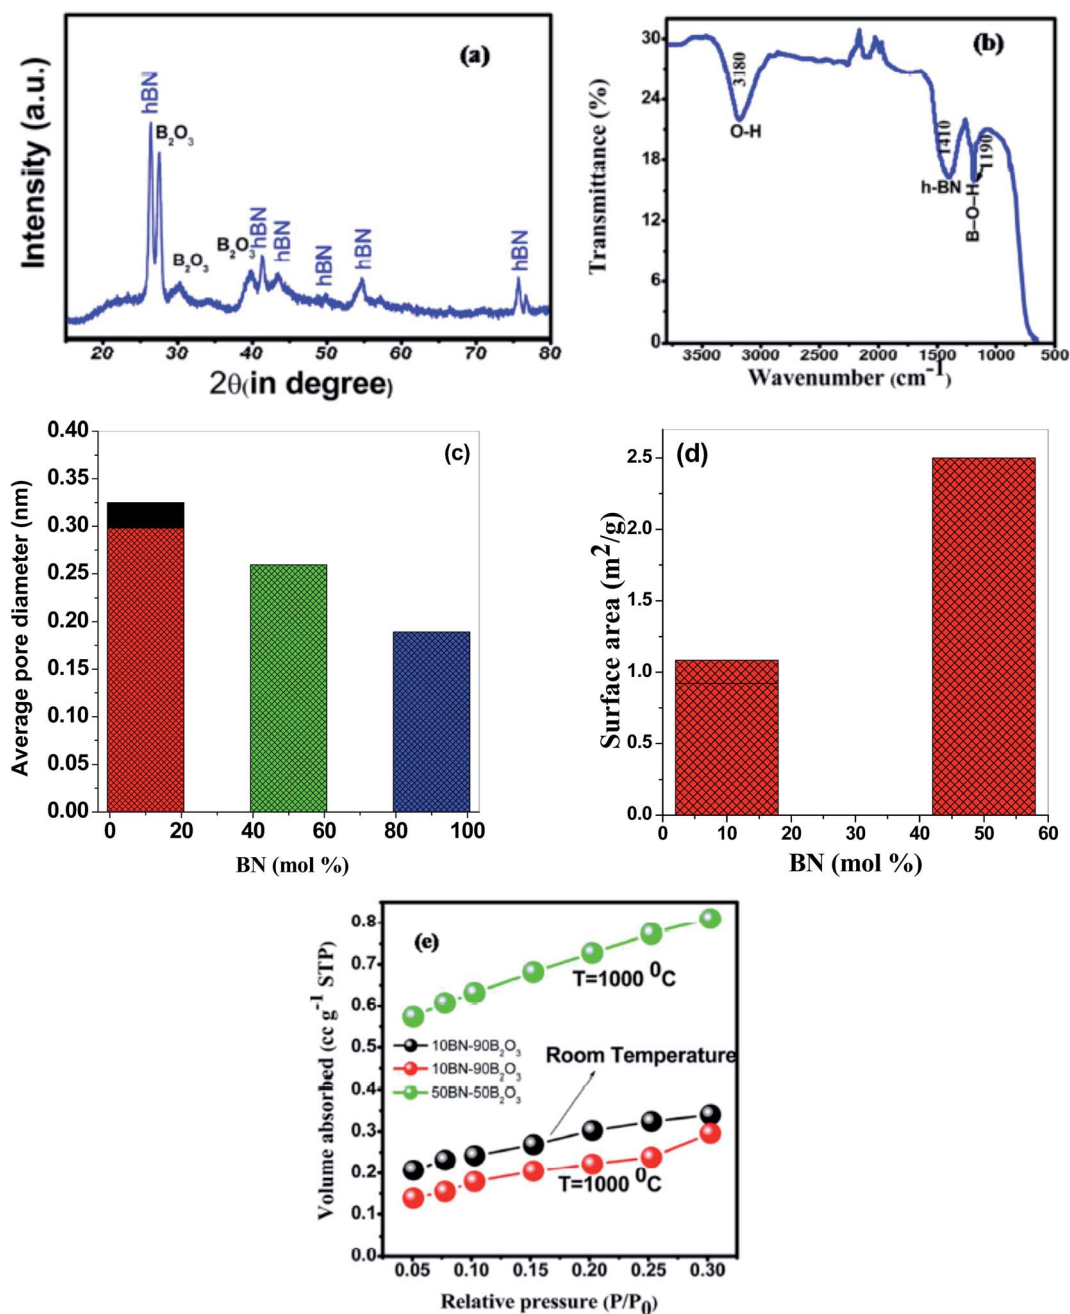 (a)
Intensity (a.u.)
hBN
B2O3
B2O3
B2O3
hBN
hBN
hBN
hBN
hBN
20 30 40 50 60 70 80
2θ(in degree)
(b)
Transmittance (%)
30
24
18
12
6
0
3180
O-H
1410
h-BN
1190
B–O–H
3500 3000 2500 2000 1500 1000 500
Wavenumber (cm-1)
(c)
Average pore diameter (nm)
0.40
0.35
0.30
0.25
0.20
0.15
0.10
0.05
0.00
0 20 40 60 80 100
BN (mol %)
(d)
Surface area (m2/g)
2.5
2.0
1.5
1.0
0.5
0.0
0 10 20 30 40 50 60
BN (mol %)
(e)
Volume absorbed (cc g-1 STP)
0.8
0.7
0.6
0.5
0.4
0.3
0.2
0.1
0.0
T=1000 0C
10BN-90B2O3
10BN-90B2O3
50BN-50B2O3
Room Temperature
T=1000 0C
0.05 0.10 0.15 0.20 0.25 0.30
Relative pressure (P/P0)